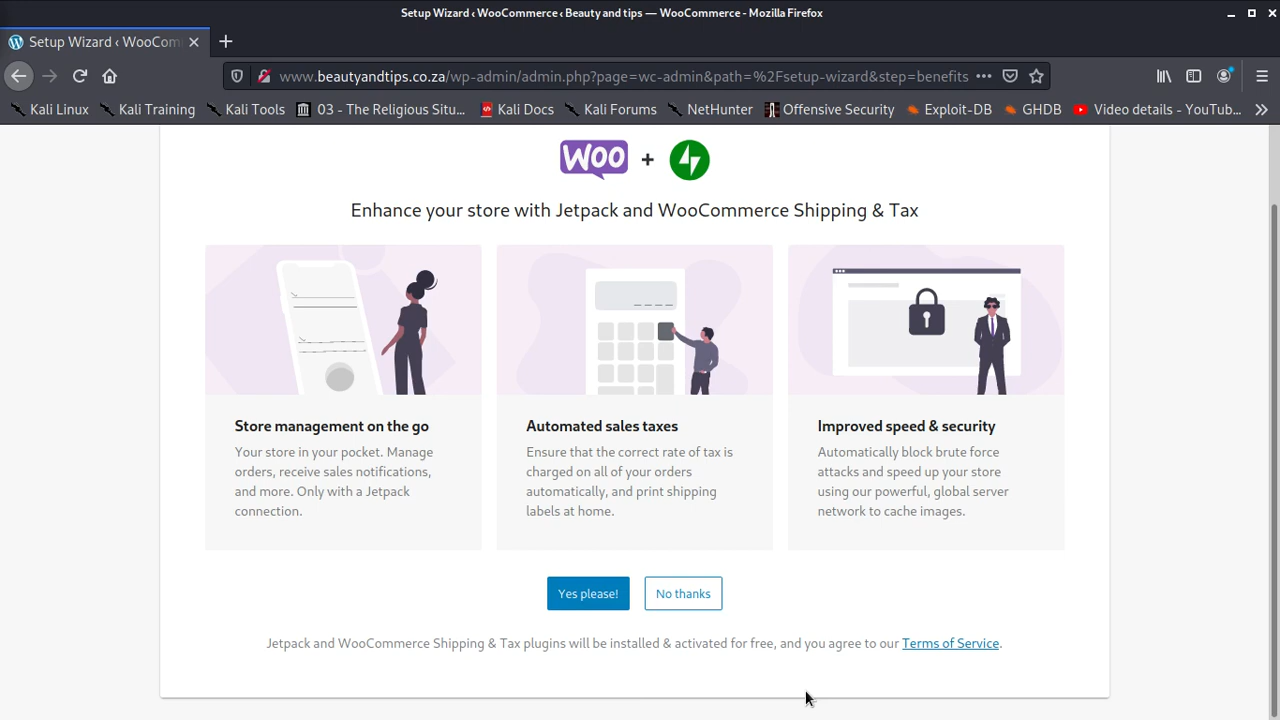 Setup Wizard ‹ WooCommerce ‹ Beauty and tips — WooCommerce - Mozilla Firefox
Setup Wizard ‹ WooCom
www.beautyandtips.co.za/wp-admin/admin.php?page=wc-admin&path=%2Fsetup-wizard&step=benefits
Kali Linux Kali Training Kali Tools 03 - The Religious Situ... Kali Docs Kali Forums NetHunter Offensive Security Exploit-DB GHDB Video details - YouTub...
WOO +
Enhance your store with Jetpack and WooCommerce Shipping & Tax
Store management on the go
Your store in your pocket. Manage
orders, receive sales notifications,
and more. Only with a Jetpack
connection.
Automated sales taxes
Ensure that the correct rate of tax is
charged on all of your orders
automatically, and print shipping
labels at home.
Improved speed & security
Automatically block brute force
attacks and speed up your store
using our powerful, global server
network to cache images.
Yes please! No thanks
Jetpack and WooCommerce Shipping & Tax plugins will be installed & activated for free, and you agree to our Terms of Service.